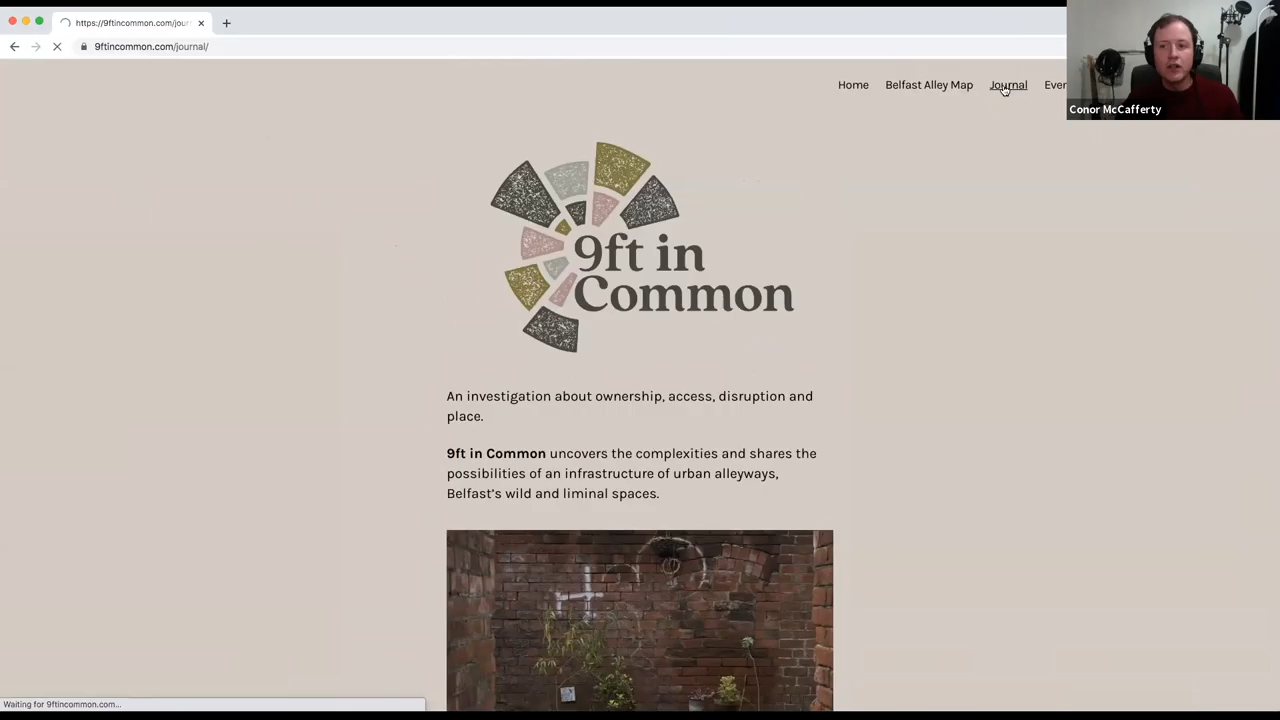 https://9ftincommon.com/jour
9ftincommon.com/journal/
Home Belfast Alley Map Journal Even
Conor McCafferty
9ft in
Common
An investigation about ownership, access, disruption and
place.
9ft in Common uncovers the complexities and shares the
possibilities of an infrastructure of urban alleyways,
Belfast's wild and liminal spaces.
Waiting for 9ftincommon.com...